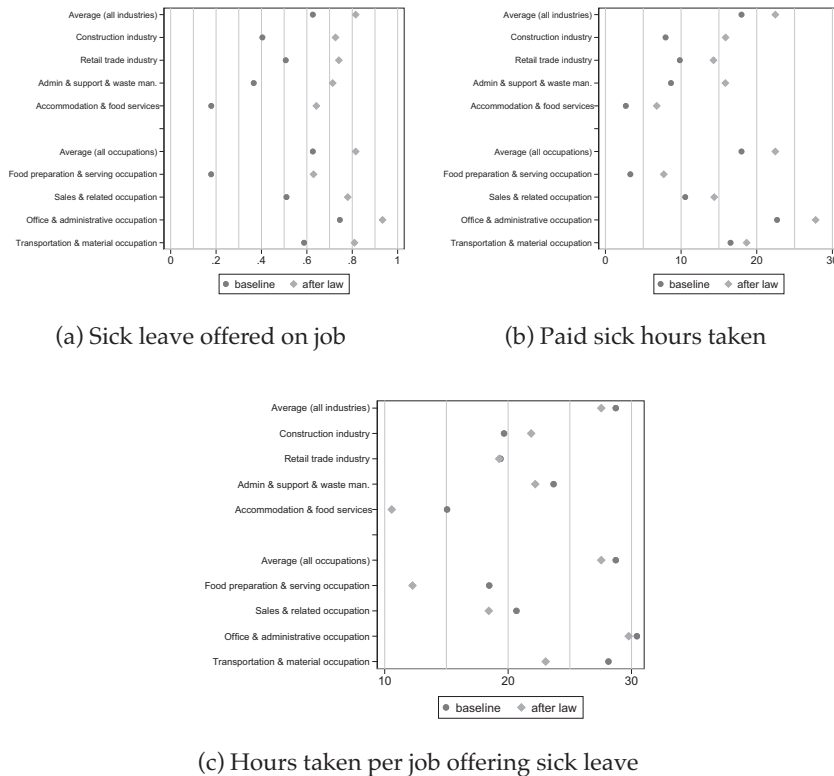 Average (all industries)
Construction industry
Retail trade industry
Admin & support & waste man.
Accommodation & food services
Average (all occupations)
Food preparation & serving occupation
Sales & related occupation
Office & administrative occupation
Transportation & material occupation
0 .2 .4 .6 .8 1
baseline after law
(a) Sick leave offered on job
Average (all industries)
Construction industry
Retail trade industry
Admin & support & waste man.
Accommodation & food services
Average (all occupations)
Food preparation & serving occupation
Sales & related occupation
Office & administrative occupation
Transportation & material occupation
0 10 20 30
baseline after law
(b) Paid sick hours taken
Average (all industries)
Construction industry
Retail trade industry
Admin & support & waste man.
Accommodation & food services
Average (all occupations)
Food preparation & serving occupation
Sales & related occupation
Office & administrative occupation
Transportation & material occupation
10 20 30
baseline after law
(c) Hours taken per job offering sick leave